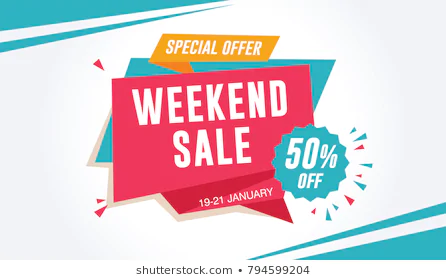 SPECIAL OFFER
WEEKEND
SALE
50%
OFF
19-21 JANUARY
shutterstock.com • 794599204